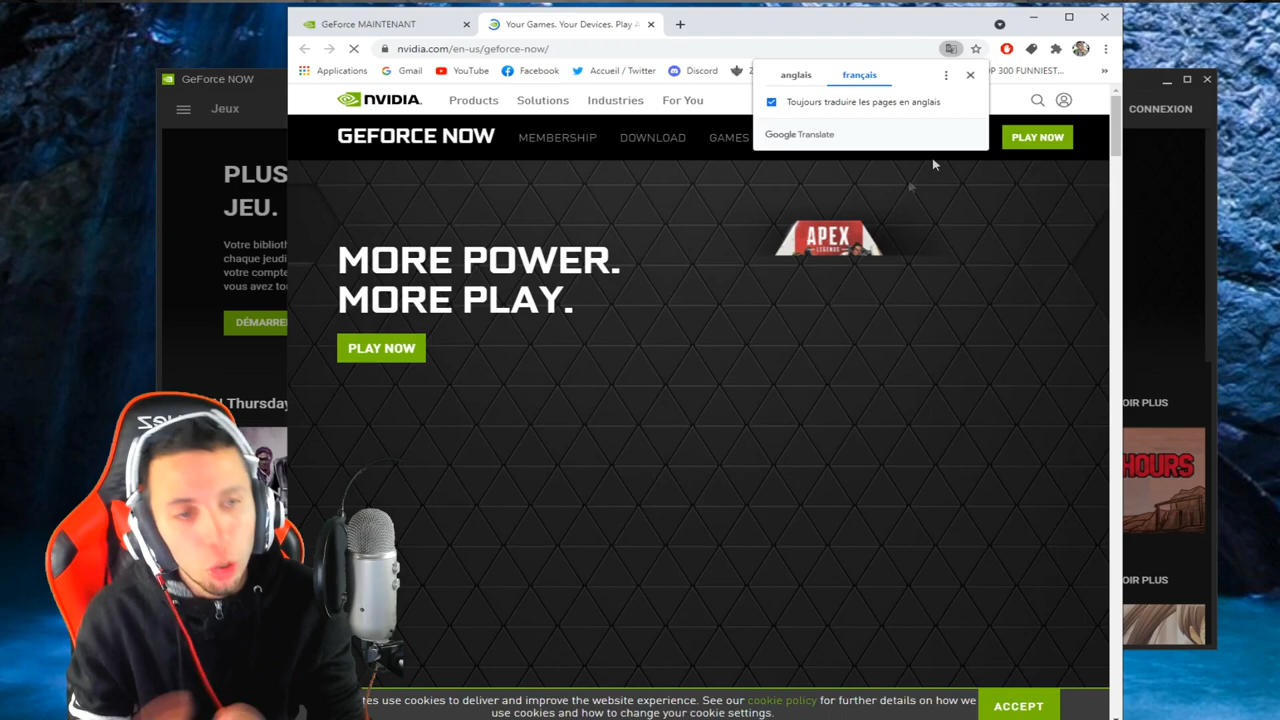 GeForce MAINTENANT
Your Games. Your Devices. Play A
nvidia.com/en-us/geforce-now/
Applications
Gmail
YouTube
Facebook
Accueil / Twitter
Discord
OP 300 FUNNIEST...
anglais
français
Toujours traduire les pages en anglais
Google Translate
GeForce NOW
Jeux
CONNEXION
NVIDIA.
Products
Solutions
Industries
For You
GEFORCE NOW
MEMBERSHIP
DOWNLOAD
GAMES
PLAY NOW
PLUS
JEU.
Votre biblioth
chaque jeudi
votre compte
vous avez tou
DÉMARRE
MORE POWER.
MORE PLAY.
PLAY NOW
APEX
LEGENDS
N Thursday
OIR PLUS
HOURS
OIR PLUS
tes use cookies to deliver and improve the website experience. See our cookie policy for further details on how we
use cookies and how to change your cookie settings.
ACCEPT